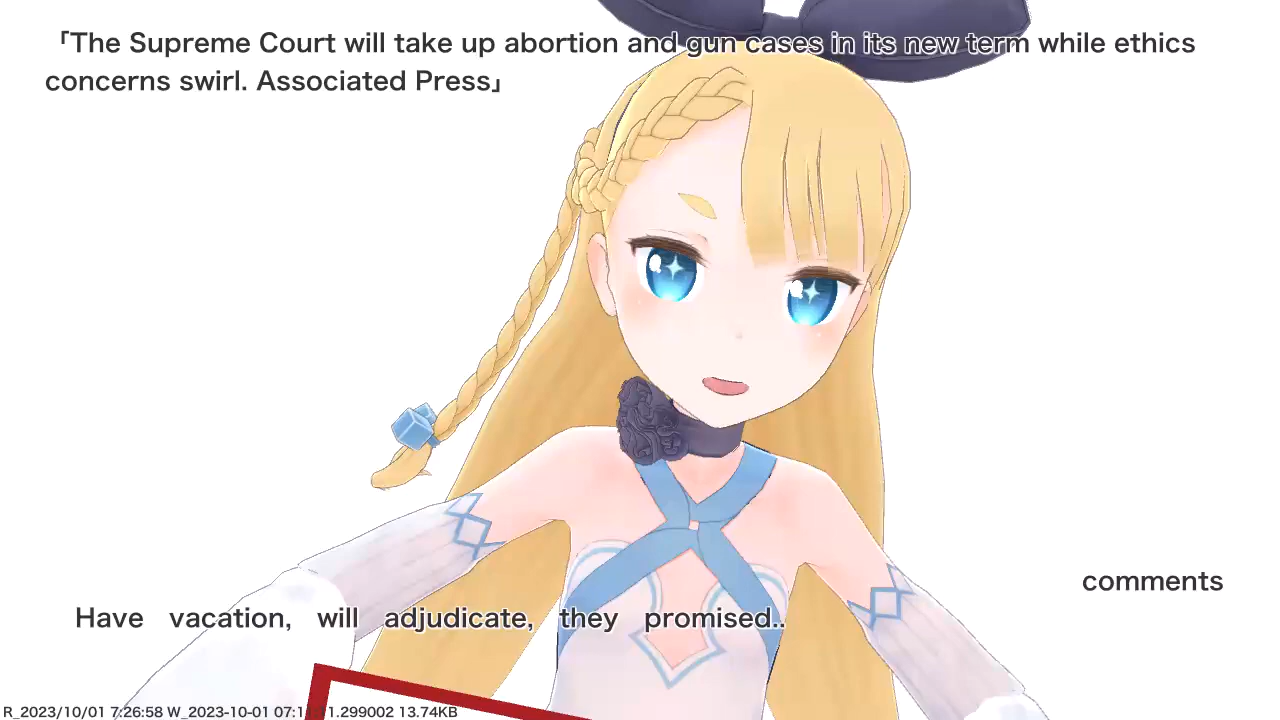 「The Supreme Court will take up abortion and gun cases in its new term while ethics
concerns swirl. Associated Press」
comments
Have vacation, will adjudicate, they promised..
R_2023/10/01 7:26:58 W_2023-10-01 07:1 1.299002 13.74KB